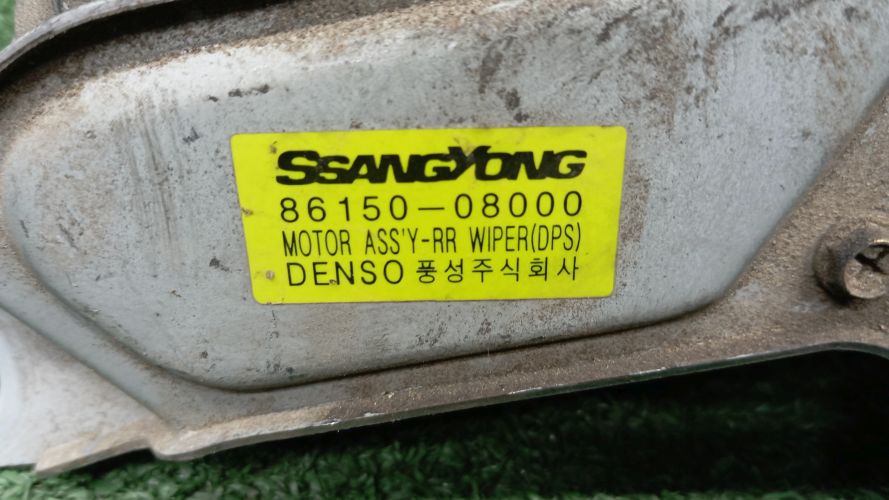 SSANGYONG
86150-08000
MOTOR ASS'Y-RR WIPER(DPS)
DENSO 풍성주식회사